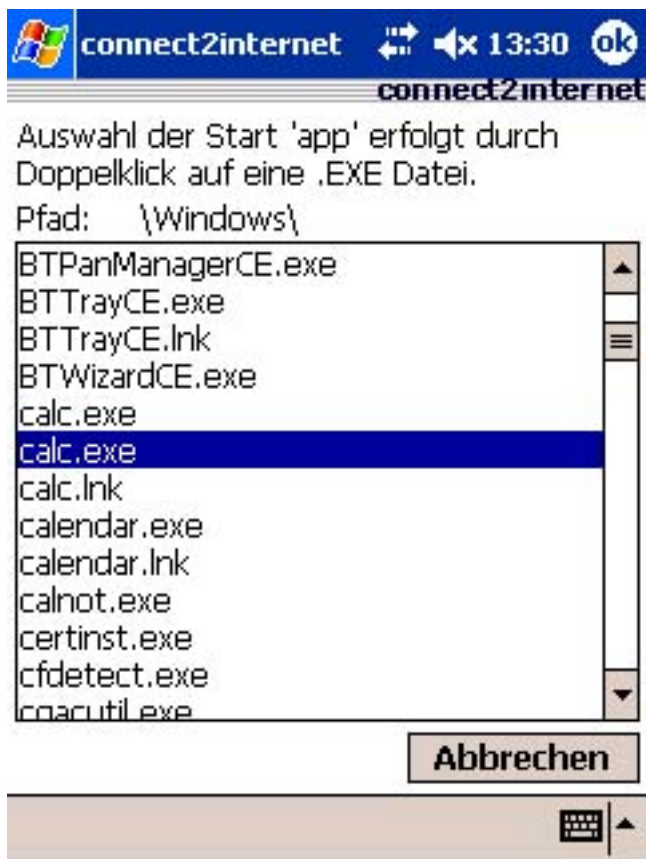 connect2internet 13:30 ok
connect2internet
Auswahl der Start 'app' erfolgt durch
Doppelklick auf eine .EXE Datei.
Pfad: \Windows\
BTPanManagerCE.exe
BTTrayCE.exe
BTTrayCE.lnk
BTWizardCE.exe
calc.exe
calc.exe
calc.lnk
calendar.exe
calendar.lnk
calnot.exe
certinst.exe
cfdetect.exe
Abbrechen